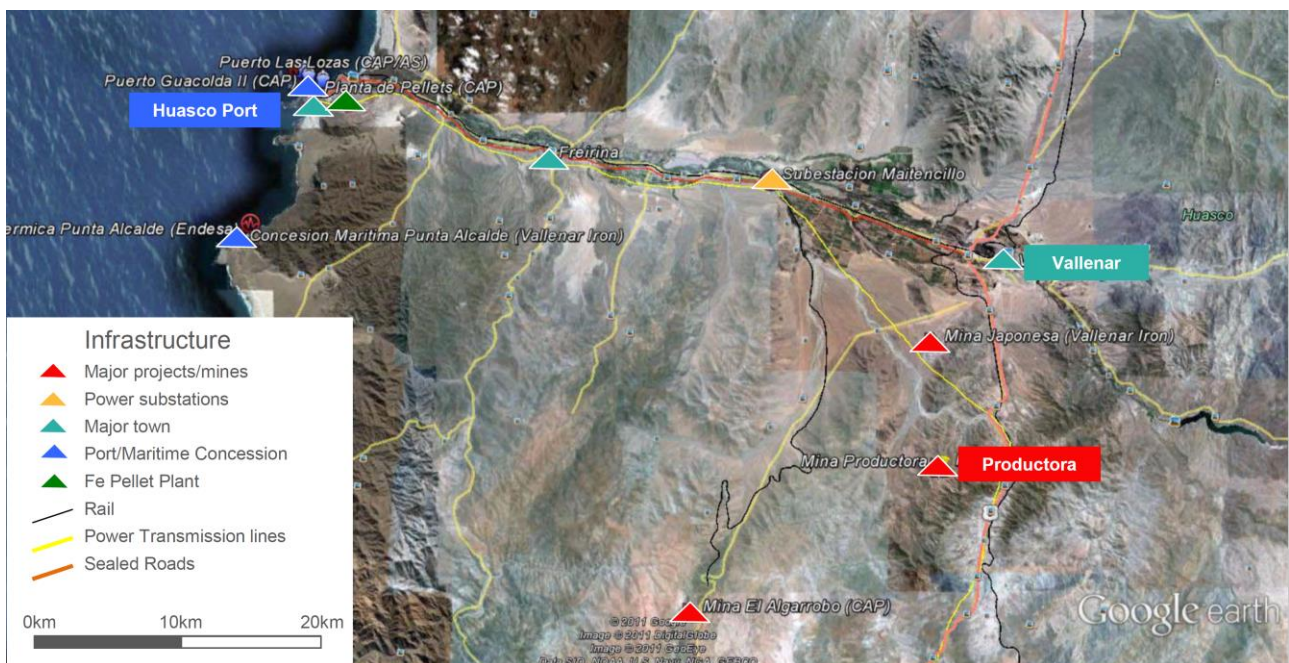 Puerto Las Lozas (CAP/AS)
Puerto Guacolda II (CAP)
Planta de Pellets (CAP)
Huasco Port
Freirina
Subestacion Maitencillo
Huasco
ermica Punta Alcalde (Endesa)
Concesion Maritima Punta Alcalde (Vallenar Iron)
Vallenar
Mina Japonesa (Vallenar Iron)
Mina Productora
Productora
Infrastructure
Major projects/mines
Power substations
Major town
Port/Maritime Concession
Fe Pellet Plant
Rail
Power Transmission lines
Sealed Roads
0km 10km 20km
Mina El Algarrobo (CAP)
© 2011 Google
Image © 2011 DigitalGlobe
Image © 2011 GeoEye
Google earth